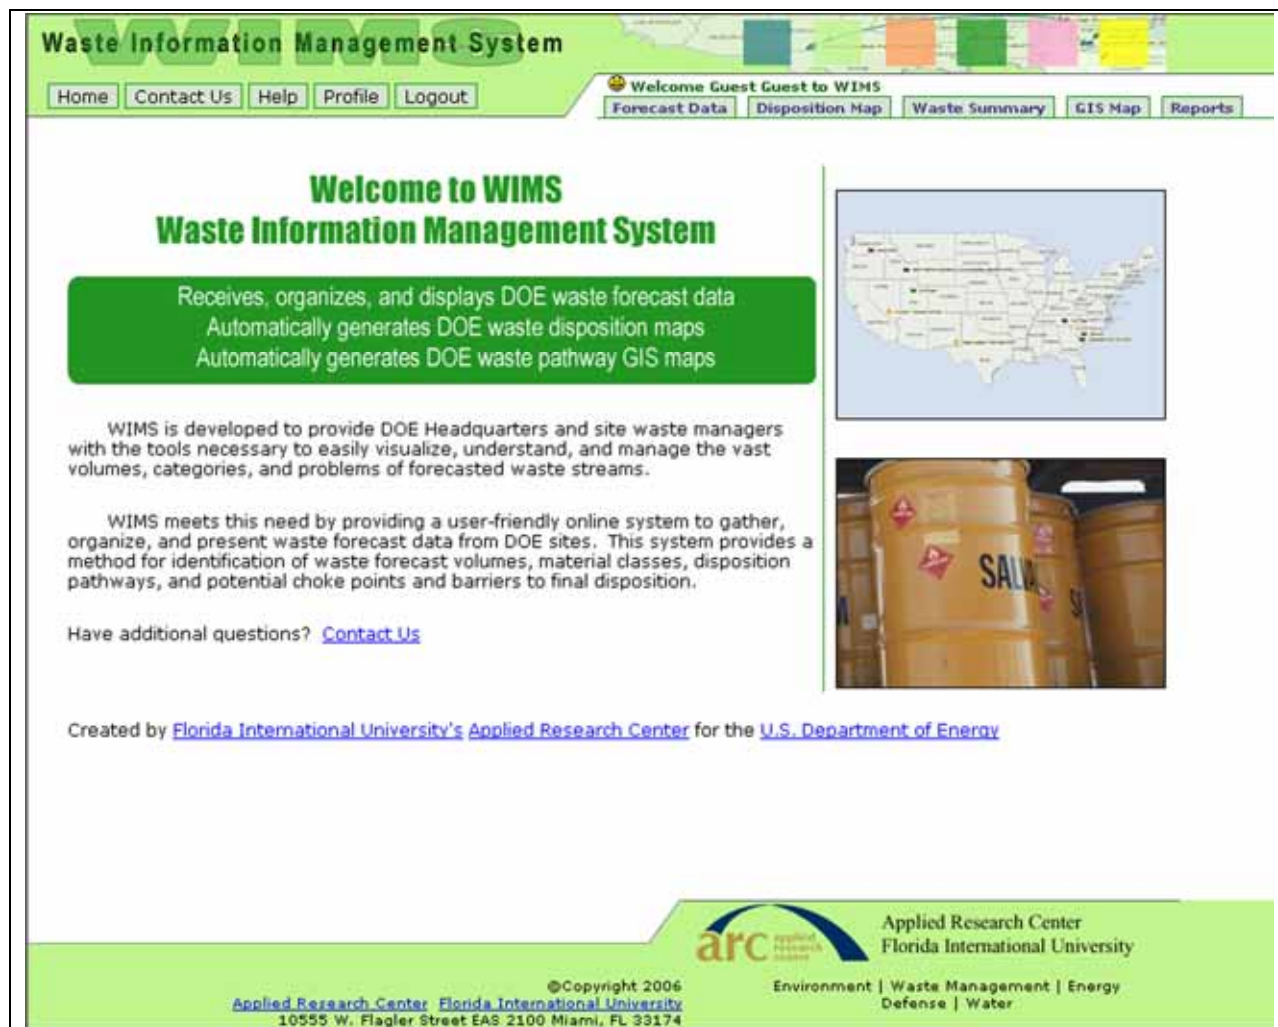 Waste Information Management System
WIMS
Home Contact Us Help Profile Logout
Welcome Guest Guest to WIMS
Forecast Data Disposition Map Waste Summary GIS Map Reports
Welcome to WIMS
Waste Information Management System
Receives, organizes, and displays DOE waste forecast data
Automatically generates DOE waste disposition maps
Automatically generates DOE waste pathway GIS maps
WIMS is developed to provide DOE Headquarters and site waste managers
with the tools necessary to easily visualize, understand, and manage the vast
volumes, categories, and problems of forecasted waste streams.
WIMS meets this need by providing a user-friendly online system to gather,
organize, and present waste forecast data from DOE sites. This system provides a
method for identification of waste forecast volumes, material classes, disposition
pathways, and potential choke points and barriers to final disposition.
Have additional questions? Contact Us
Created by Florida International University's Applied Research Center for the U.S. Department of Energy
arc applied
research
center
Applied Research Center
Florida International University
©Copyright 2006
Applied Research Center Florida International University
10555 W. Flagler Street EAS 2100 Miami, FL 33174
Environment | Waste Management | Energy
Defense | Water